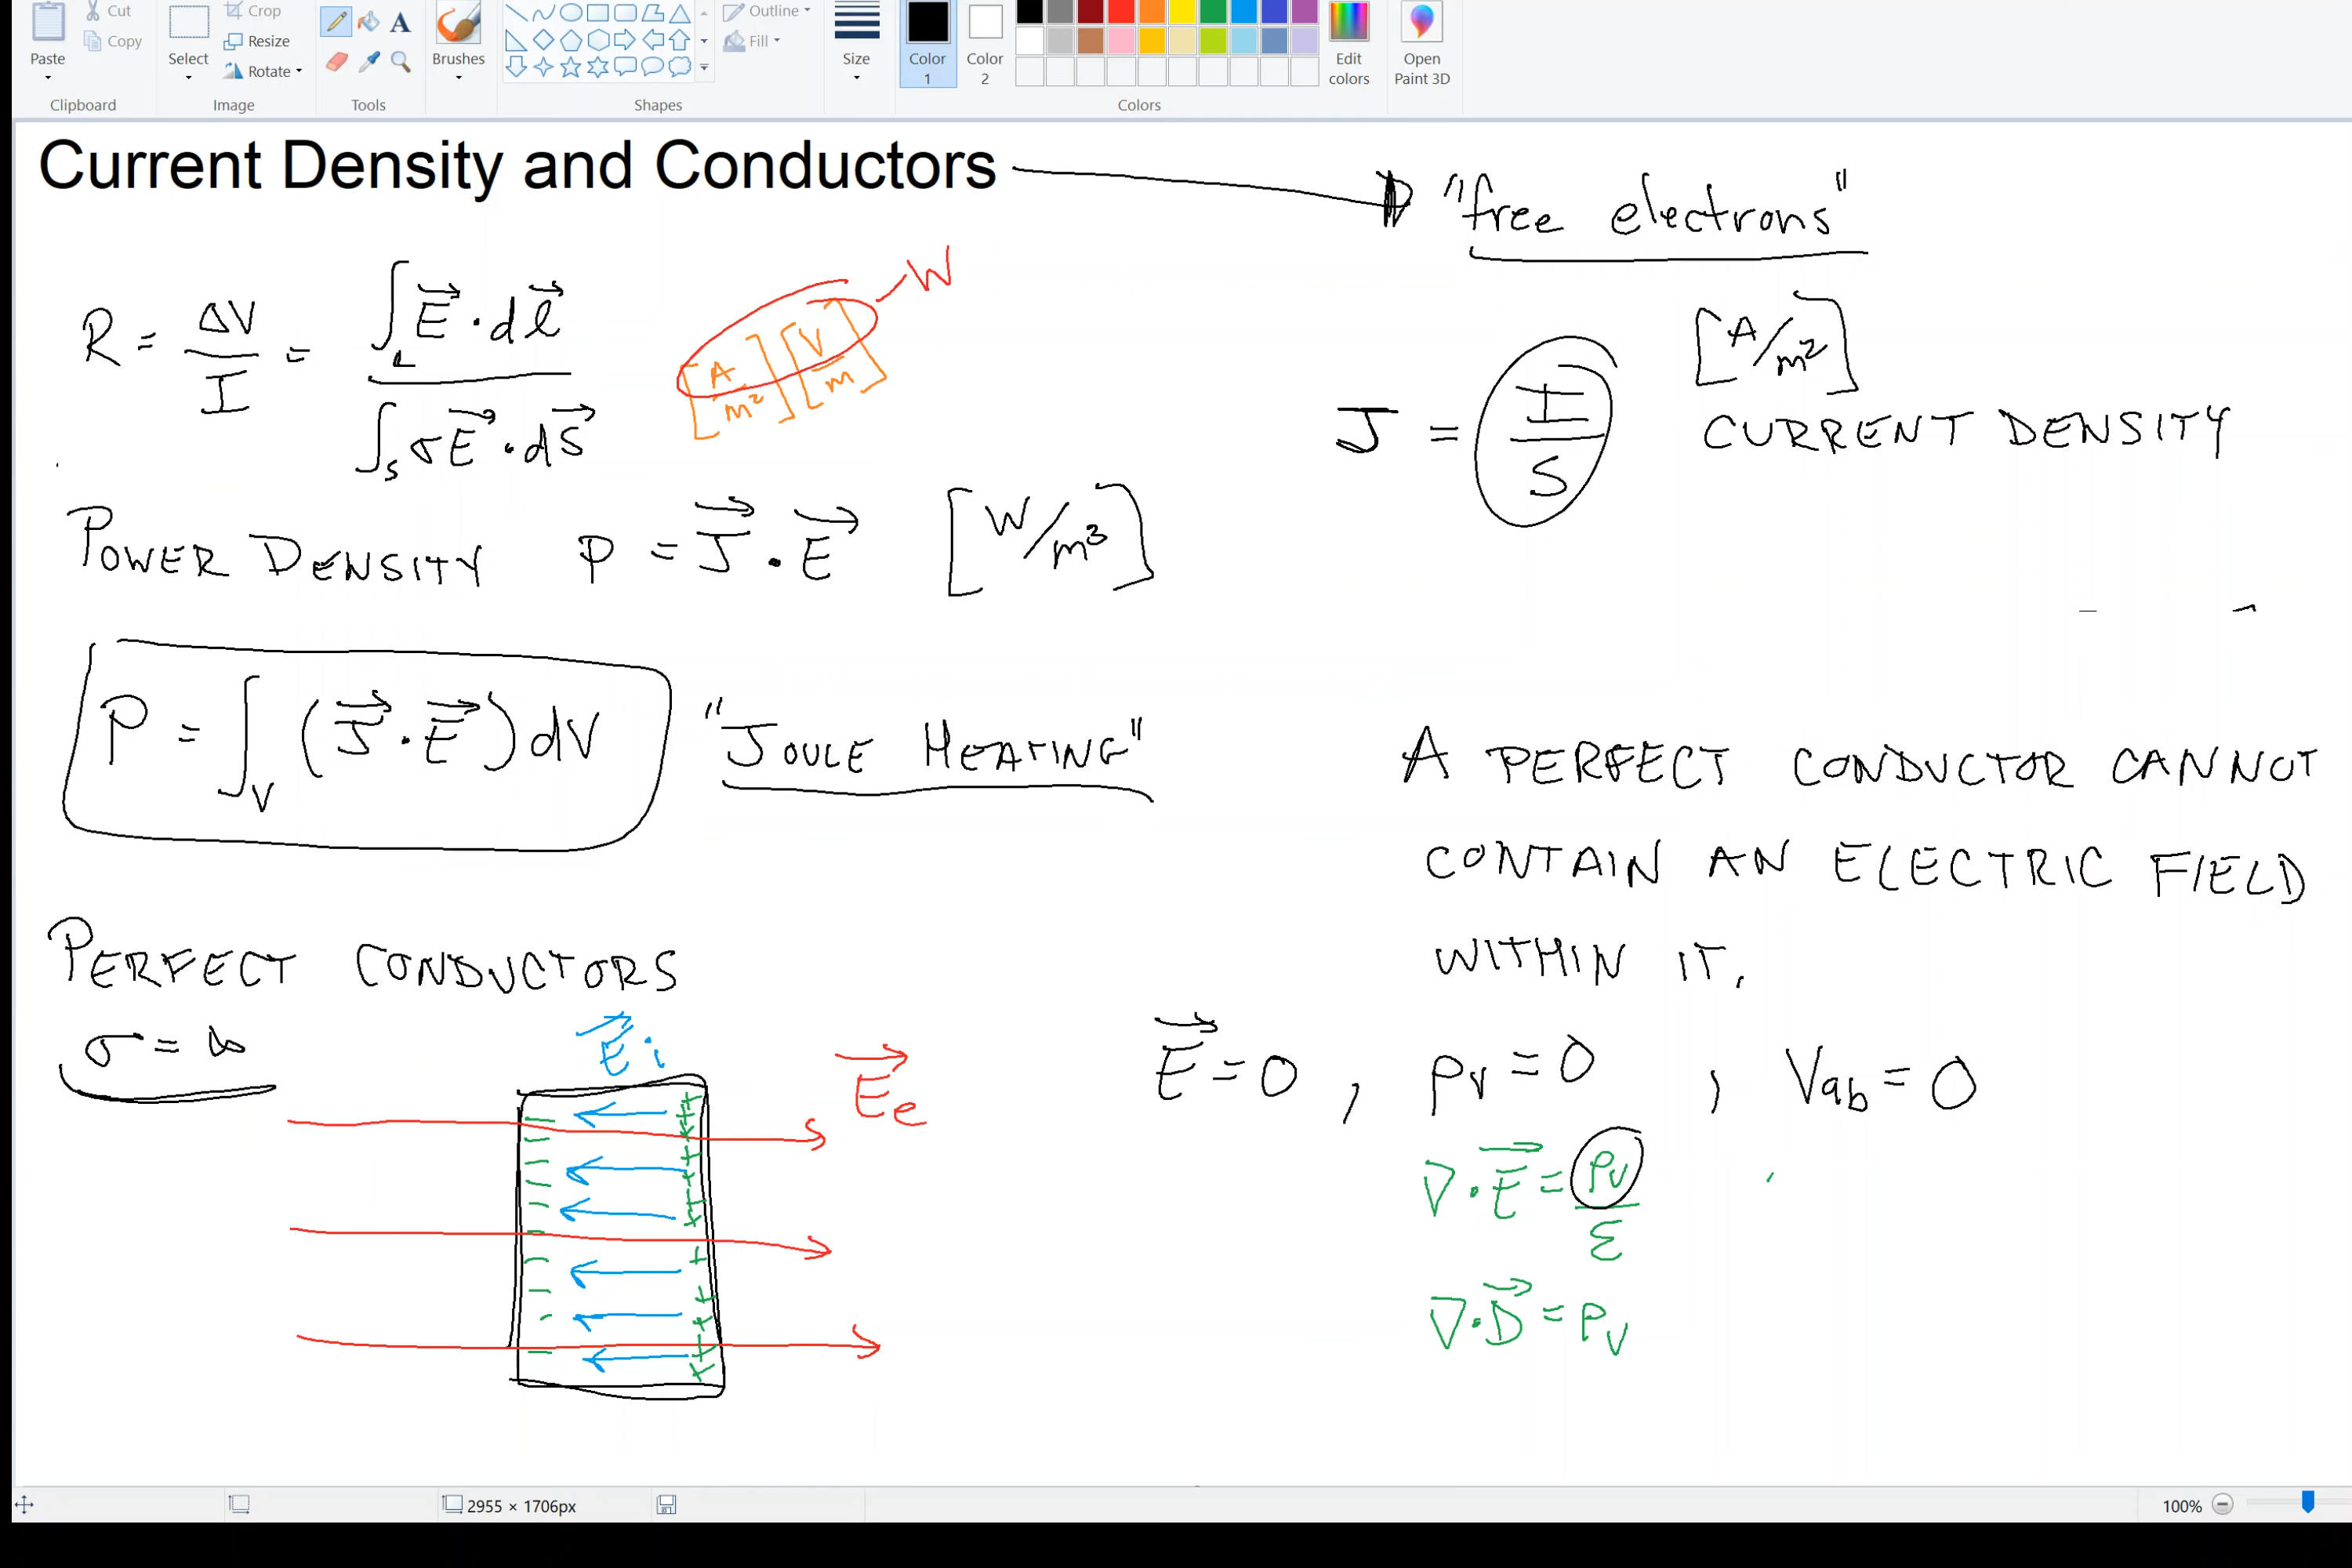 Paste
Cut
Copy
Clipboard
Select
Crop
Resize
Rotate
Image
A
Tools
Brushes
Shapes
Outline
Fill
Size
Color 1
Color 2
Colors
Edit colors
Open Paint 3D
Current Density and Conductors
"free electrons"
R = ΔV/I = ∫_L E⃗ · dl⃗ / ∫_S σE⃗ · dS⃗
[A/m²] [V/m] W
J = I/S [A/m²]
CURRENT DENSITY
POWER DENSITY p = J⃗ · E⃗ [W/m³]
P = ∫_V (J⃗ · E⃗) dV "JOULE HEATING"
A PERFECT CONDUCTOR CANNOT
CONTAIN AN ELECTRIC FIELD
WITHIN IT.
PERFECT CONDUCTORS
σ = ∞
E⃗i
E⃗e
E⃗ = 0, ρv = 0, Vab = 0
∇ · E⃗ = ρv/ε
∇ · D⃗ = ρv
2955 × 1706px
100%